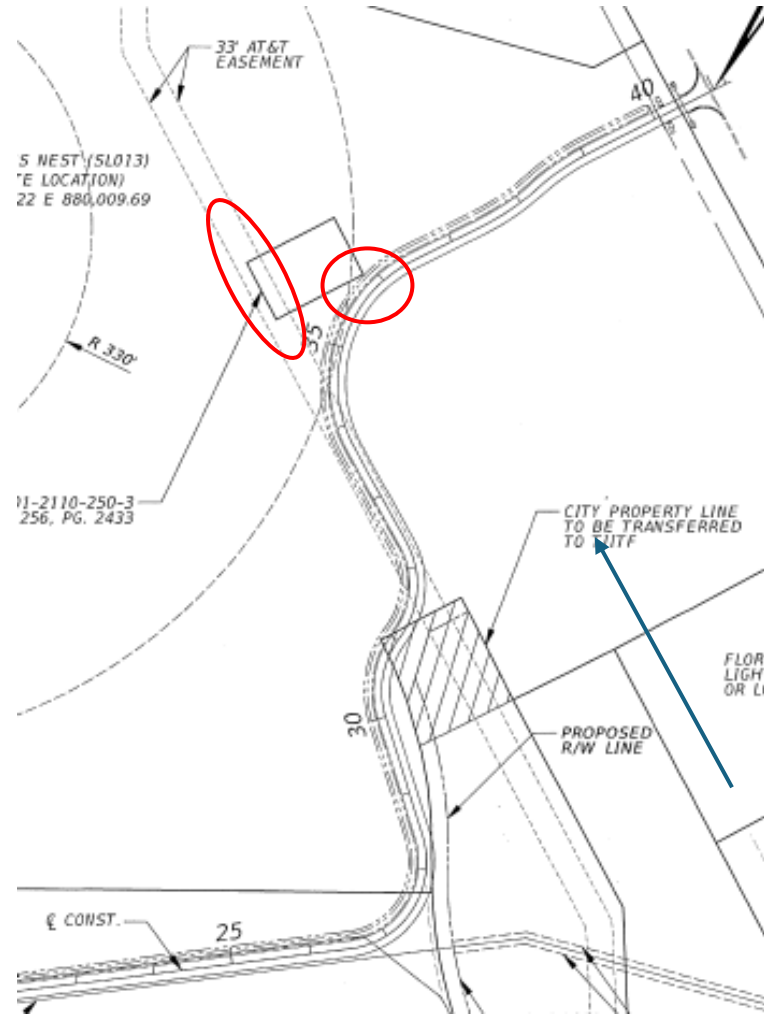 33' AT&T
EASEMENT
40
S NEST (SL013)
E LOCATION)
22 E 880,009.69
R 330'
35
01-2110-250-3
256, PG. 2433
CITY PROPERTY LINE
TO BE TRANSFERRED
TO TIITF
FLOR
LIGH
OR L
30
PROPOSED
R/W LINE
℄ CONST.
25